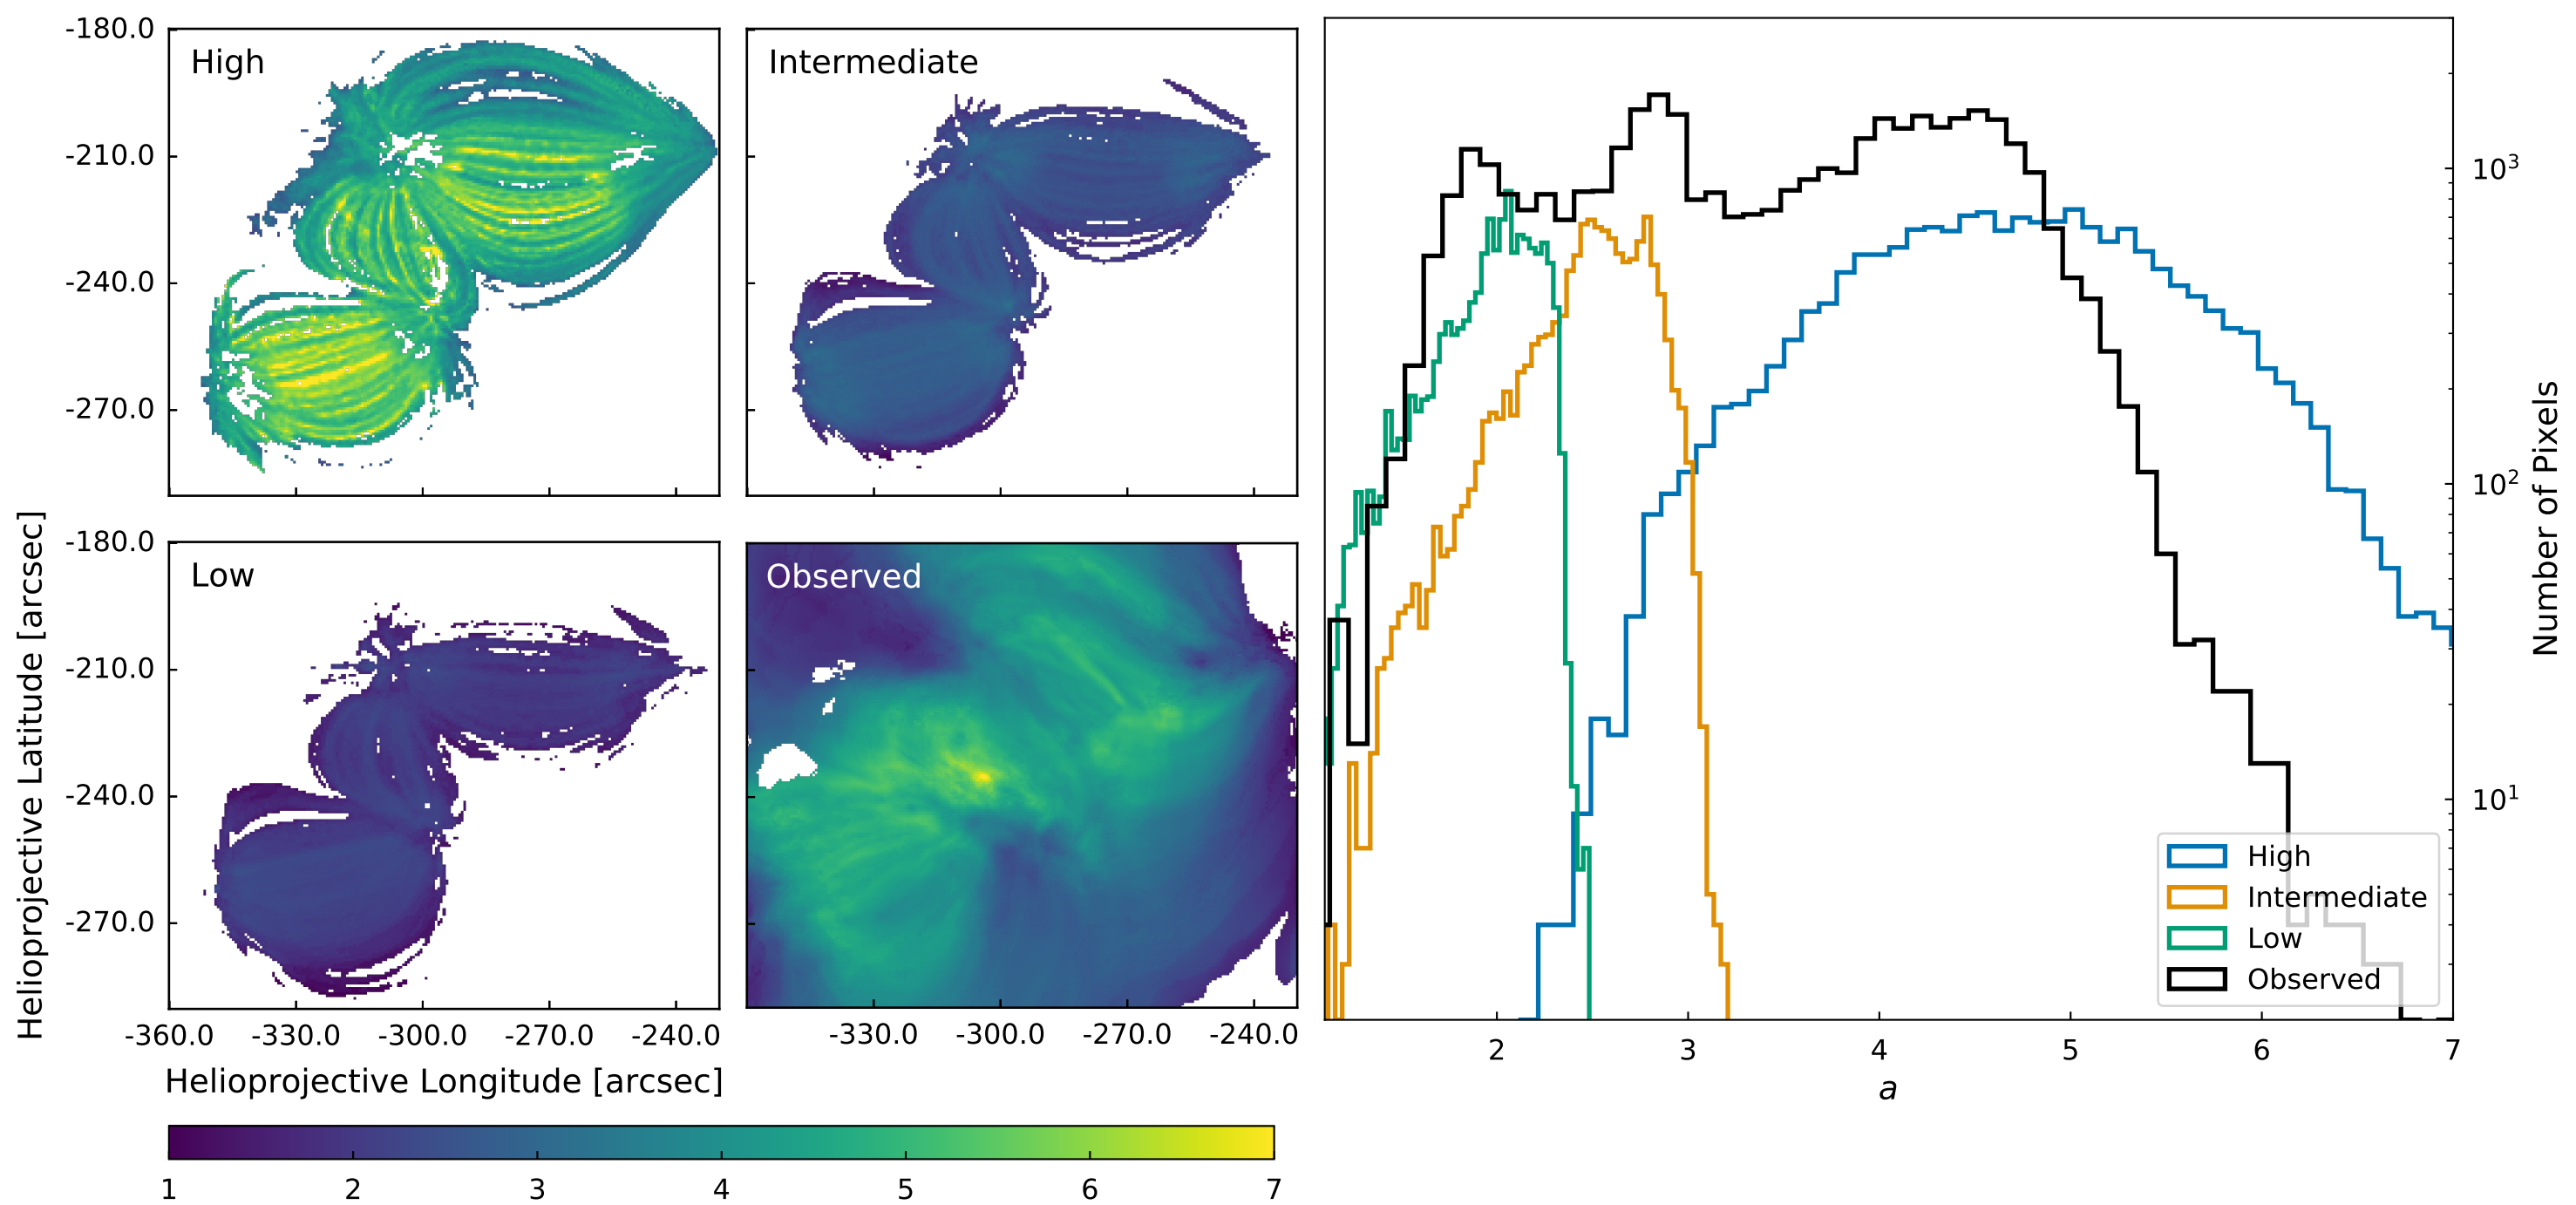 High
Intermediate
-180.0
-210.0
-240.0
-270.0
Low
Observed
-180.0
-210.0
-240.0
-270.0
-360.0 -330.0 -300.0 -270.0 -240.0
-330.0 -300.0 -270.0 -240.0
Helioprojective Latitude [arcsec]
Helioprojective Longitude [arcsec]
1 2 3 4 5 6 7
10³
10²
10¹
Number of Pixels
High
Intermediate
Low
Observed
2 3 4 5 6 7
a